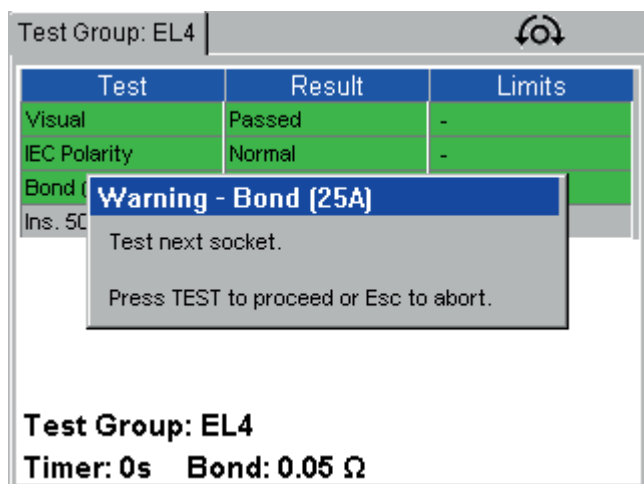 Test Group: EL4
Test Result Limits
Visual Passed -
IEC Polarity Normal -
Bond (
Ins. 50
Warning - Bond (25A)
Test next socket.
Press TEST to proceed or Esc to abort.
Test Group: EL4
Timer: 0s Bond: 0.05 Ω